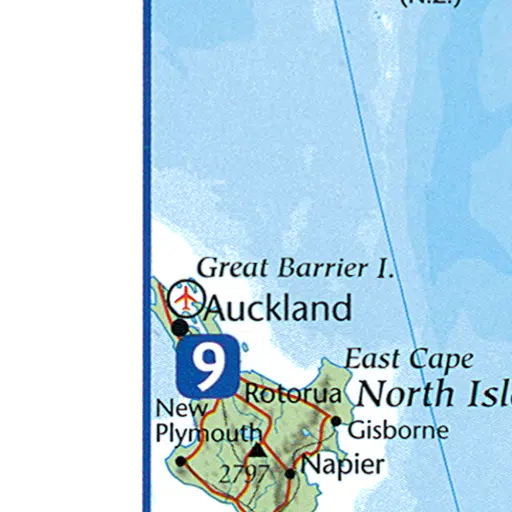 (N.Z.)
Great Barrier I.
Auckland
9
East Cape
Rotorua
North Isl
New
Plymouth
Gisborne
2797
Napier